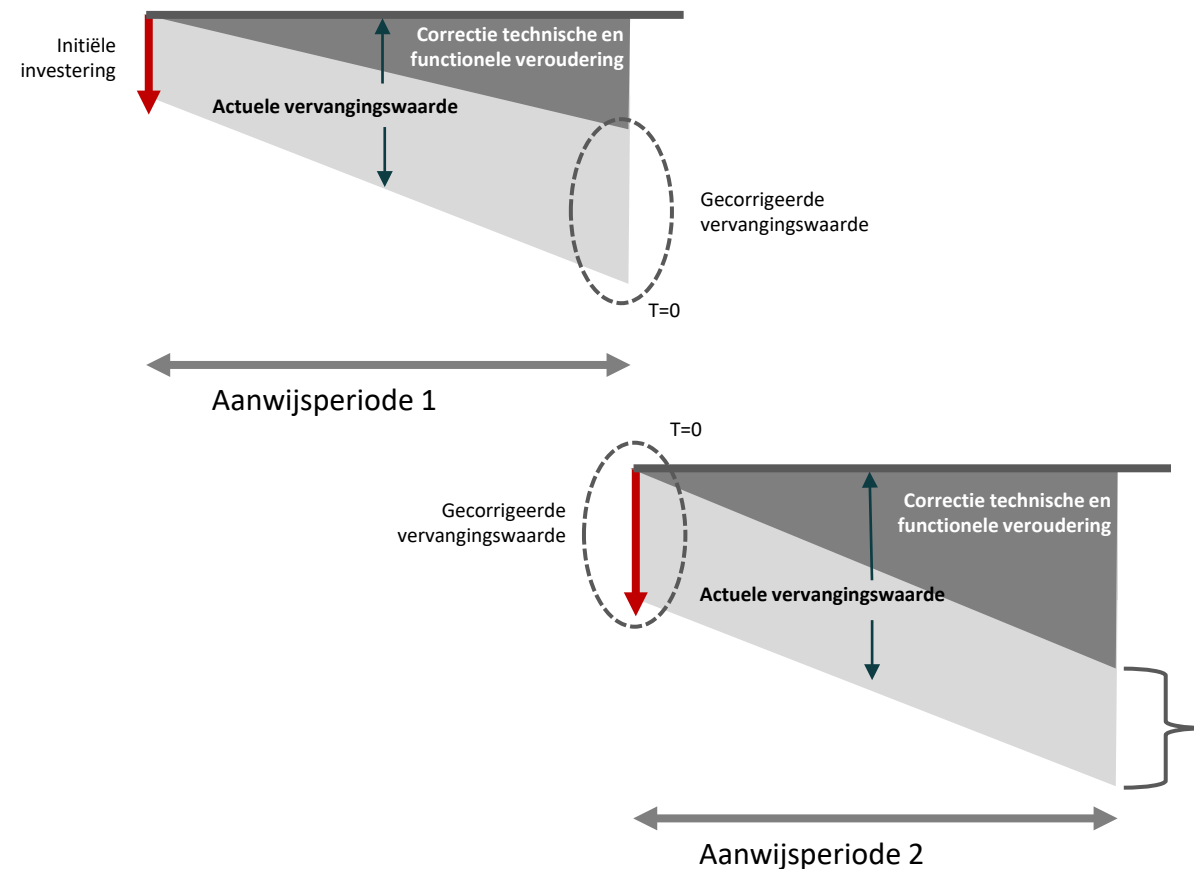 Initiële
investering
Correctie technische en
functionele veroudering
Actuele vervangingswaarde
Gecorrigeerde
vervangingswaarde
T=0
Aanwijsperiode 1
T=0
Gecorrigeerde
vervangingswaarde
Correctie technische en
functionele veroudering
Actuele vervangingswaarde
Aanwijsperiode 2